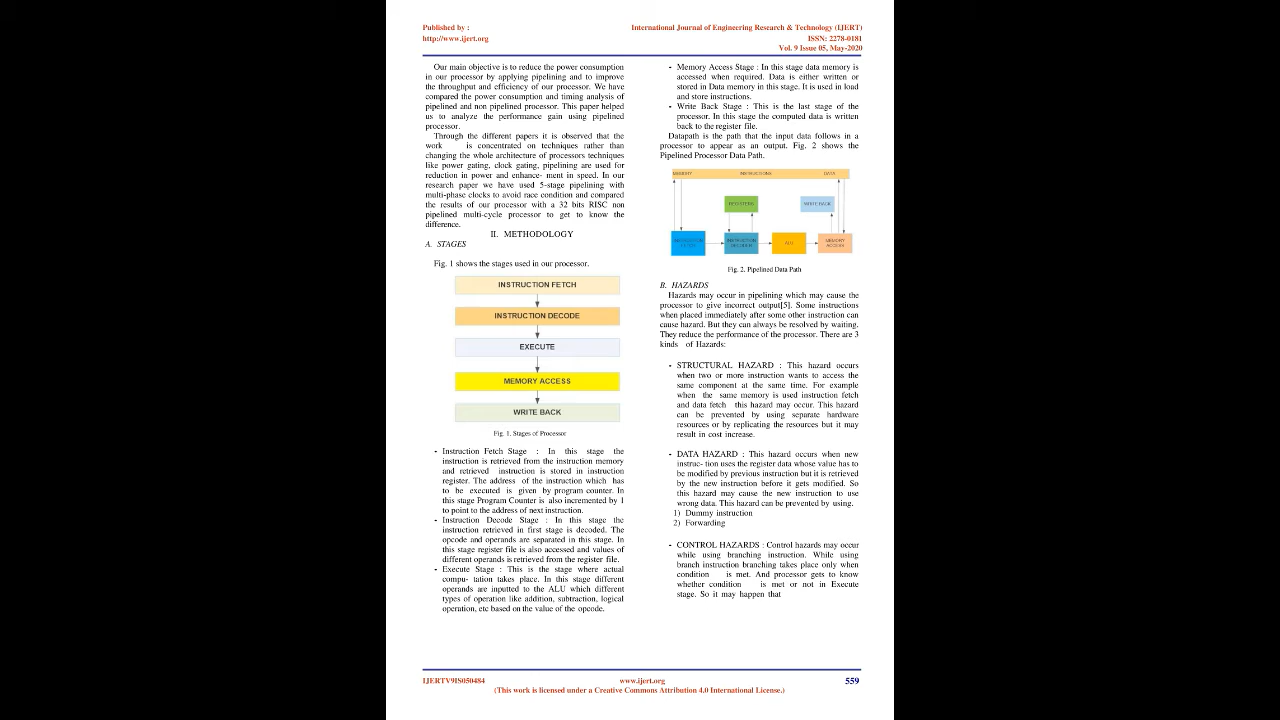 Published by :
http://www.ijert.org
International Journal of Engineering Research & Technology (IJERT)
ISSN: 2278-0181
Vol. 9 Issue 05, May-2020
Our main objective is to reduce the power consumption
in our processor by applying pipelining and to improve
the throughput and efficiency of our processor. We have
compared the power consumption and timing analysis of
pipelined and non pipelined processor. This paper helped
us to analyze the performance gain using pipelined
processor.
Through the different papers it is observed that the
work is concentrated on techniques rather than
changing the whole architecture of processors techniques
like power gating, clock gating, pipelining are used for
reduction in power and enhance- ment in speed. In our
research paper we have used 5-stage pipelining with
multi-phase clocks to avoid race condition and compared
the results of our processor with a 32 bits RISC non
pipelined multi-cycle processor to get to know the
difference.
II. METHODOLOGY
A. STAGES
Fig. 1 shows the stages used in our processor.
INSTRUCTION FETCH
INSTRUCTION DECODE
EXECUTE
MEMORY ACCESS
WRITE BACK
Fig. 1. Stages of Processor
- Instruction Fetch Stage : In this stage the
instruction is retrieved from the instruction memory
and retrieved instruction is stored in instruction
register. The address of the instruction which has
to be executed is given by program counter. In
this stage Program Counter is also incremented by 1
to point to the address of next instruction.
- Instruction Decode Stage : In this stage the
instruction retrieved in first stage is decoded. The
opcode and operands are separated in this stage. In
this stage register file is also accessed and values of
different operands is retrieved from the register file.
- Execute Stage : This is the stage where actual
compu- tation takes place. In this stage different
operands are inputted to the ALU which different
types of operation like addition, subtraction, logical
operation, etc based on the value of the opcode.
- Memory Access Stage : In this stage data memory is
accessed when required. Data is either written or
stored in Data memory in this stage. It is used in load
and store instructions.
- Write Back Stage : This is the last stage of the
processor. In this stage the computed data is written
back to the register file.
Datapath is the path that the input data follows in a
processor to appear as an output. Fig. 2 shows the
Pipelined Processor Data Path.
MEMORY INSTRUCTIONS DATA
REGISTERS WRITE BACK
INSTRUCTION
FETCH
INSTRUCTION
DECODER
ALU
MEMORY
ACCESS
Fig. 2. Pipelined Data Path
B. HAZARDS
Hazards may occur in pipelining which may cause the
processor to give incorrect output[5]. Some instructions
when placed immediately after some other instruction can
cause hazard. But they can always be resolved by waiting.
They reduce the performance of the processor. There are 3
kinds of Hazards:
- STRUCTURAL HAZARD : This hazard occurs
when two or more instruction wants to access the
same component at the same time. For example
when the same memory is used instruction fetch
and data fetch this hazard may occur. This hazard
can be prevented by using separate hardware
resources or by replicating the resources but it may
result in cost increase.
- DATA HAZARD : This hazard occurs when new
instruc- tion uses the register data whose value has to
be modified by previous instruction but it is retrieved
by the new instruction before it gets modified. So
this hazard may cause the new instruction to use
wrong data. This hazard can be prevented by using.
1) Dummy instruction
2) Forwarding
- CONTROL HAZARDS : Control hazards may occur
while using branching instruction. While using
branch instruction branching takes place only when
condition is met. And processor gets to know
whether condition is met or not in Execute
stage. So it may happen that
IJERTV9IS050484
www.ijert.org
559
(This work is licensed under a Creative Commons Attribution 4.0 International License.)